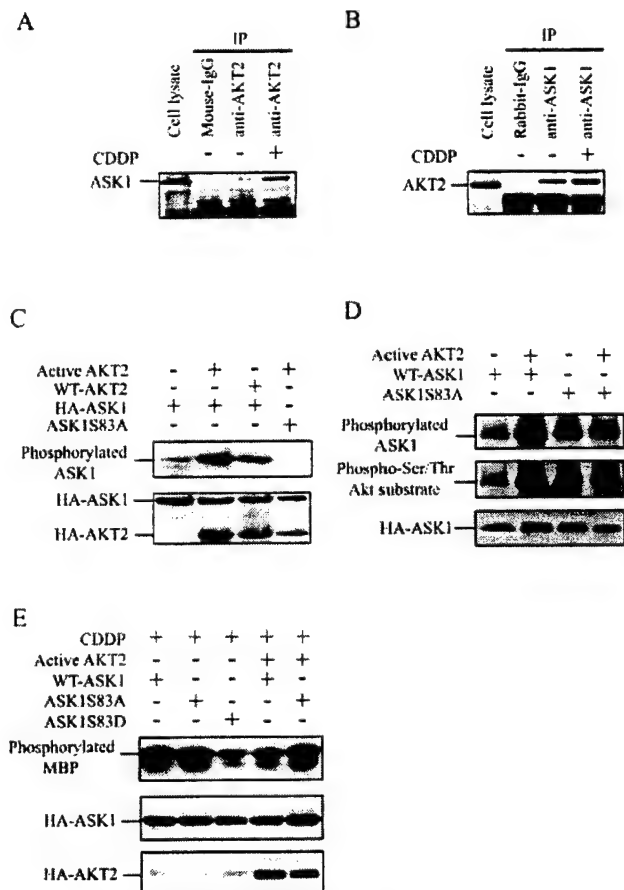 A
IP
Cell lysate
Mouse-IgG
anti-AKT2
anti-AKT2
CDDP - - +
ASK1
B
IP
Cell lysate
Rabbit-IgG
anti-ASK1
anti-ASK1
CDDP - - +
AKT2
C
Active AKT2 - + - +
WT-AKT2 - - + -
HA-ASK1 + + + -
ASK1S83A - - - +
Phosphorylated
ASK1
HA-ASK1
HA-AKT2
D
Active AKT2 - + - +
WT-ASK1 + + - -
ASK1S83A - - + +
Phosphorylated
ASK1
Phospho-Ser/Thr
Akt substrate
HA-ASK1
E
CDDP + + + + +
Active AKT2 - - - + +
WT-ASK1 + - - + -
ASK1S83A - + - - +
ASK1S83D - - + - -
Phosphorylated
MBP
HA-ASK1
HA-AKT2